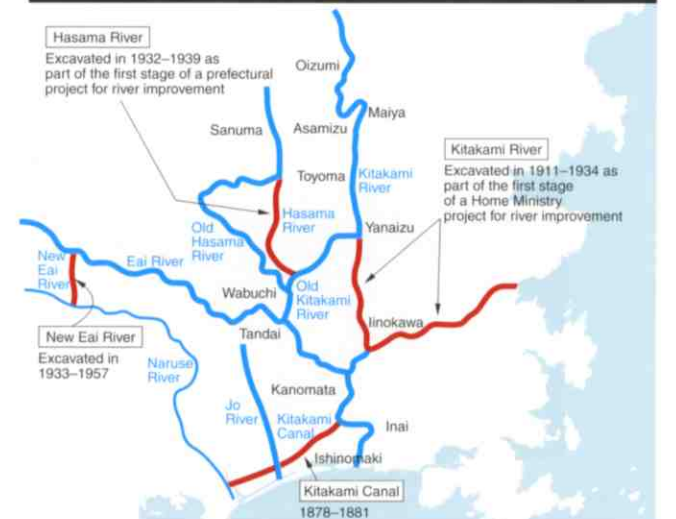 Hasama River
Excavated in 1932–1939 as
part of the first stage of a prefectural
project for river improvement
Oizumi
Maiya
Sanuma
Asamizu
Kitakami River
Excavated in 1911–1934 as
part of the first stage
of a Home Ministry
project for river improvement
Toyoma
Kitakami
River
Hasama
River
Yanaizu
Old
Hasama
River
New
Eai
River
Eai River
Wabuchi
Old
Kitakami
River
Iinokawa
Tandai
New Eai River
Excavated in
1933–1957
Naruse
River
Kanomata
Jo
River
Kitakami
Canal
Inai
Ishinomaki
Kitakami Canal
1878–1881